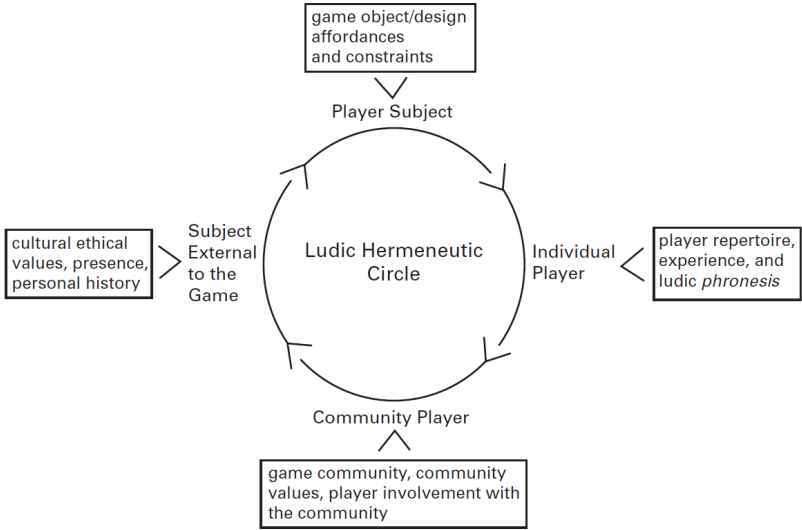 game object/design
affordances
and constraints
Player Subject
cultural ethical
values, presence,
personal history
Subject
External
to the
Game
Ludic Hermeneutic
Circle
Individual
Player
player repertoire,
experience, and
ludic phronesis
Community Player
game community, community
values, player involvement with
the community